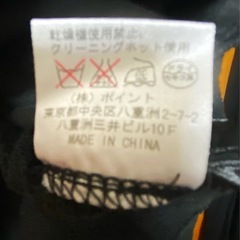 乾燥機使用禁止
クリーニングネット使用
(株)ポイント
東京都中央区八重洲2-7-2
八重洲三井ビル10F
MADE IN CHINA